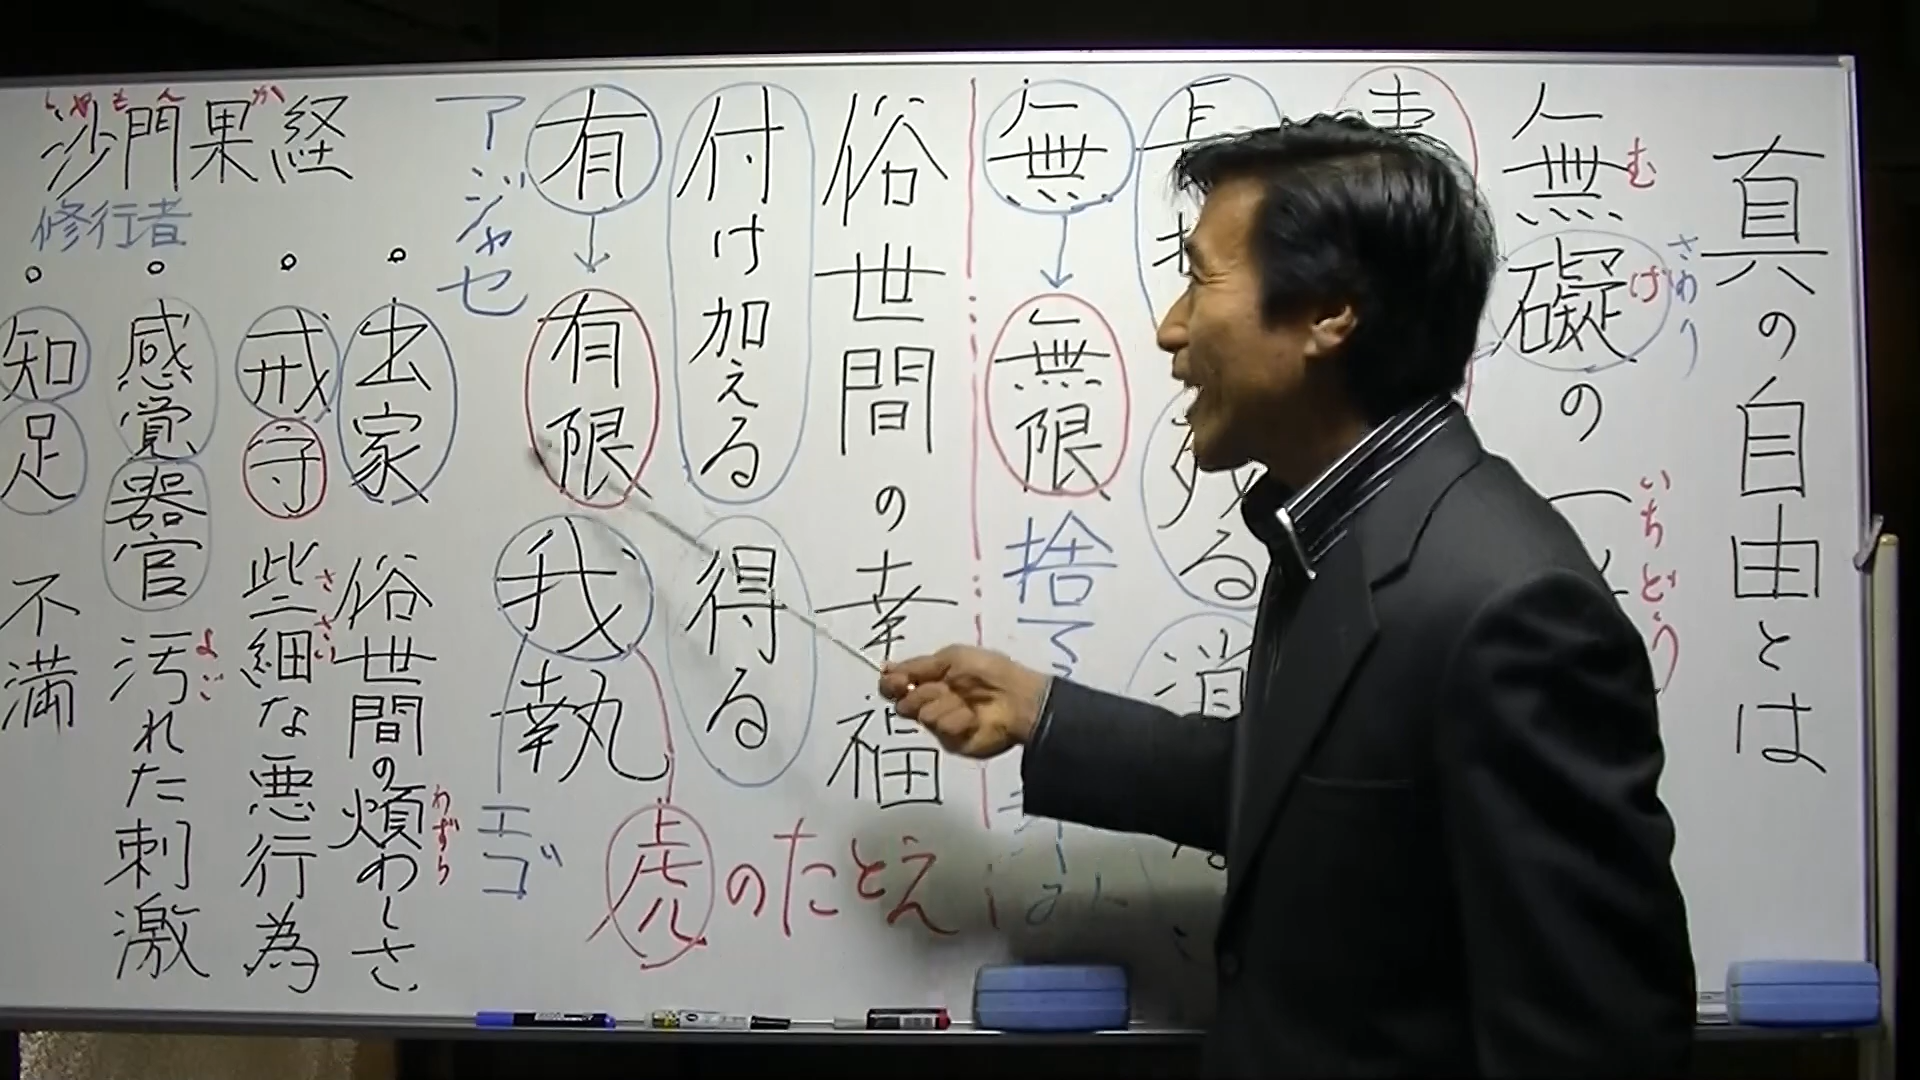 真の自由とは
無礙の一
むげ
さわり
いちどう
残る
消
無→無限
捨て
俗世間の幸福
付け加える 得る
有→有限 我執
エゴ
虎のたとえ
アジャセ
沙門果経
しゃもんか
修行者
。出家 俗世間の煩わしさ
わずら
。戒守 些細な悪行為
ささい
。感覚器官 汚れた刺激
よご
。知足 不満